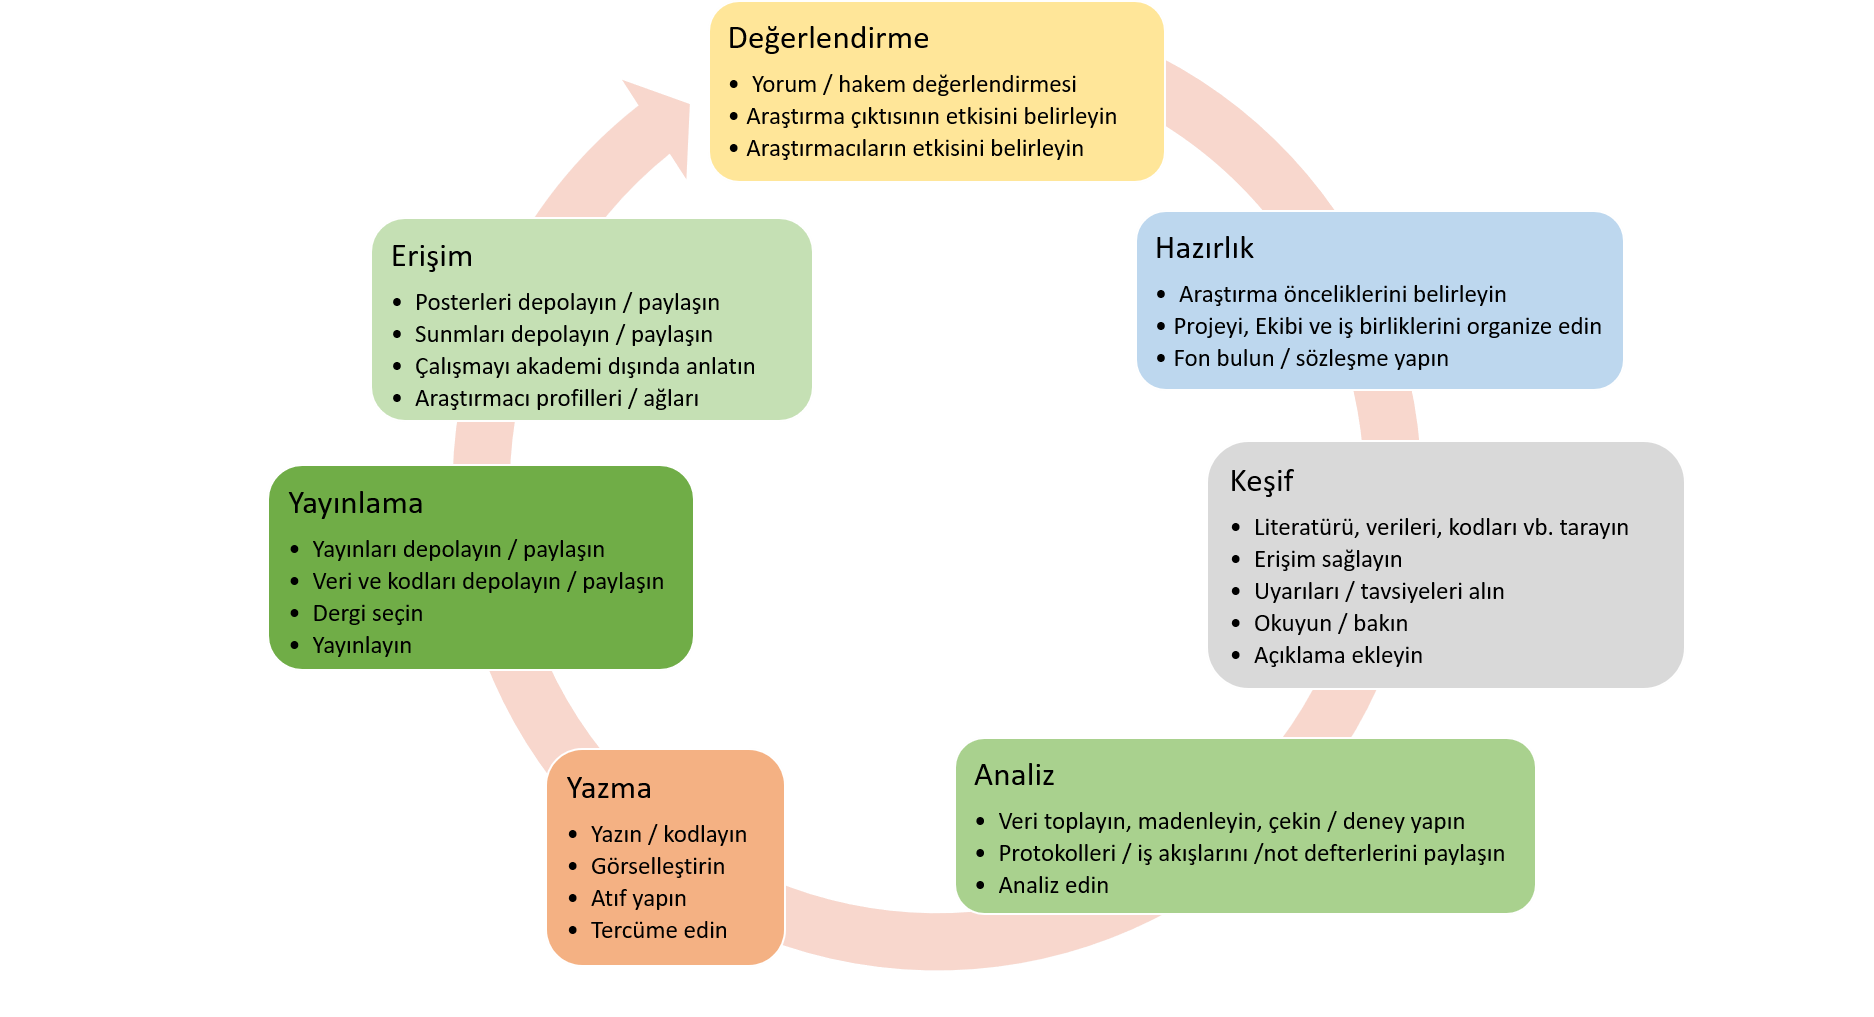 Değerlendirme
• Yorum / hakem değerlendirmesi
• Araştırma çıktısının etkisini belirleyin
• Araştırmacıların etkisini belirleyin
Hazırlık
• Araştırma önceliklerini belirleyin
• Projeyi, Ekibi ve iş birliklerini organize edin
• Fon bulun / sözleşme yapın
Keşif
• Literatürü, verileri, kodları vb. tarayın
• Erişim sağlayın
• Uyarıları / tavsiyeleri alın
• Okuyun / bakın
• Açıklama ekleyin
Analiz
• Veri toplayın, madenleyin, çekin / deney yapın
• Protokolleri / iş akışlarını /not defterlerini paylaşın
• Analiz edin
Yazma
• Yazın / kodlayın
• Görselleştirin
• Atıf yapın
• Tercüme edin
Yayınlama
• Yayınları depolayın / paylaşın
• Veri ve kodları depolayın / paylaşın
• Dergi seçin
• Yayınlayın
Erişim
• Posterleri depolayın / paylaşın
• Sunmları depolayın / paylaşın
• Çalışmayı akademi dışında anlatın
• Araştırmacı profilleri / ağları